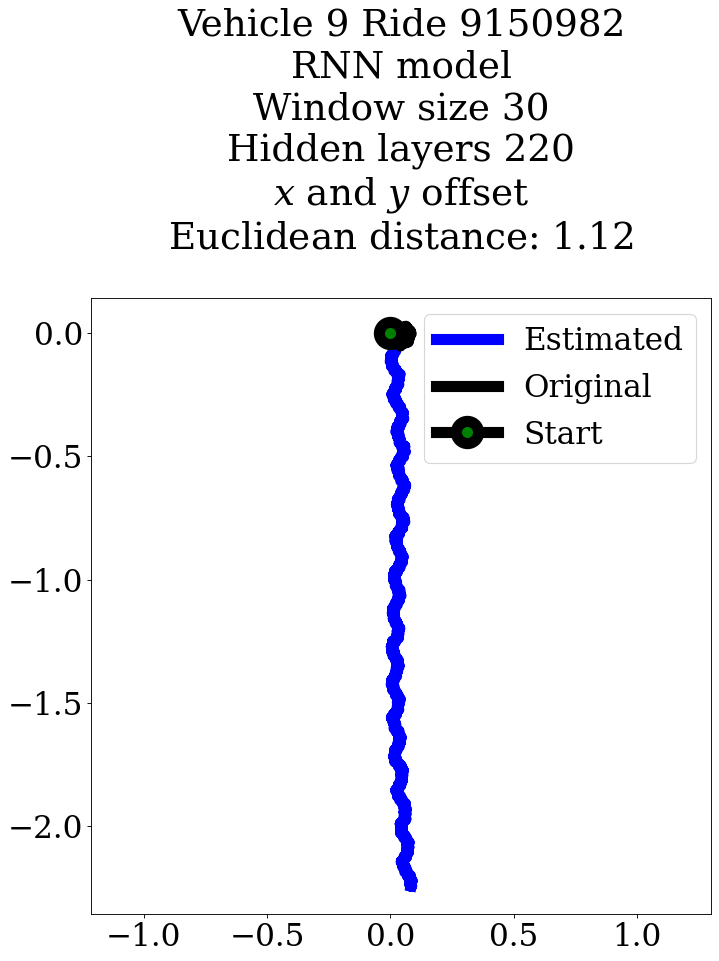 Vehicle 9 Ride 9150982
RNN model
Window size 30
Hidden layers 220
x and y offset
Euclidean distance: 1.12
Estimated
Original
Start
0.0
−0.5
−1.0
−1.5
−2.0
−1.0 −0.5 0.0 0.5 1.0